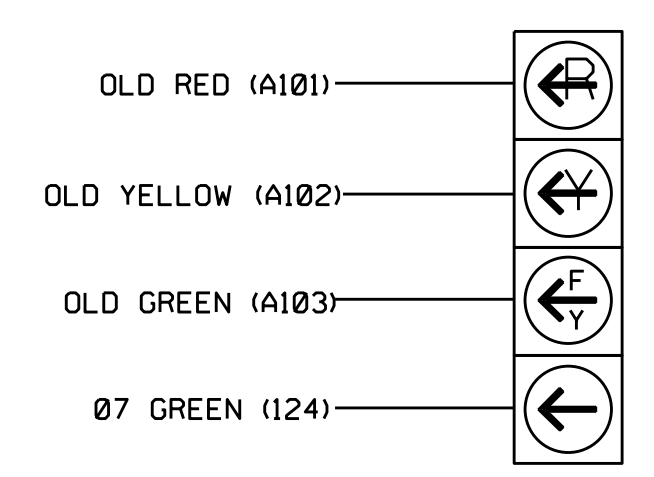 OLD RED (A101)
R
OLD YELLOW (A102)
Y
OLD GREEN (A103)
F
Y
07 GREEN (124)